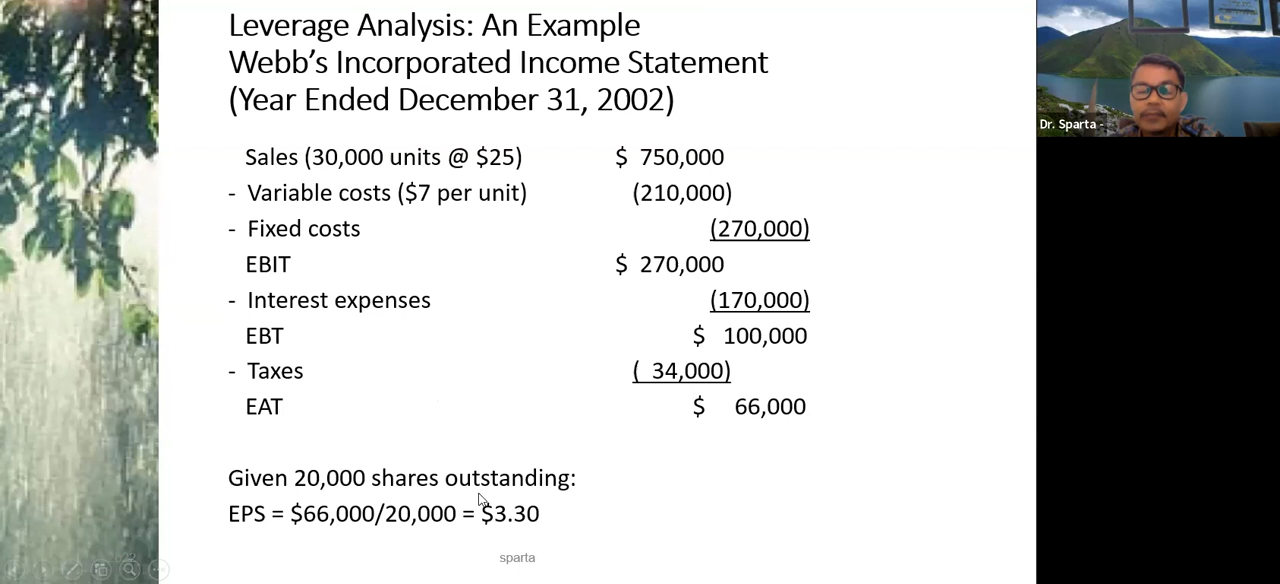 Leverage Analysis: An Example
Webb's Incorporated Income Statement
(Year Ended December 31, 2002)
Sales (30,000 units @ $25) $ 750,000
- Variable costs ($7 per unit) (210,000)
- Fixed costs (270,000)
EBIT $ 270,000
- Interest expenses (170,000)
EBT $ 100,000
- Taxes ( 34,000)
EAT $ 66,000
Given 20,000 shares outstanding:
EPS = $66,000/20,000 = $3.30
sparta
Dr. Sparta -